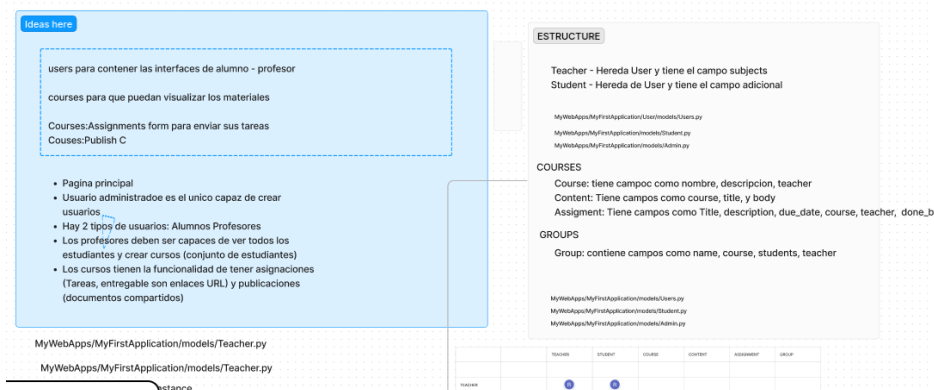 Ideas here
users para contener las interfaces de alumno - profesor
courses para que puedan visualizar los materiales
Courses:Assignments form para enviar sus tareas
Couses:Publish C
Pagina principal
Usuario administradoe es el unico capaz de crear
usuarios
Hay 2 tipos de usuarios: Alumnos Profesores
Los profesores deben ser capaces de ver todos los
estudiantes y crear cursos (conjunto de estudiantes)
Los cursos tienen la funcionalidad de tener asignaciones
(Tareas, entregable son enlaces URL) y publicaciones
(documentos compartidos)
MyWebApps/MyFirstApplication/models/Teacher.py
MyWebApps/MyFirstApplication/models/Teacher.py
ESTRUCTURE
Teacher - Hereda User y tiene el campo subjects
Student - Hereda de User y tiene el campo adicional
MyWebApps/MyFirstApplication/User/models/Users.py
MyWebApps/MyFirstApplication/models/Student.py
MyWebApps/MyFirstApplication/models/Admin.py
COURSES
Course: tiene campoc como nombre, descripcion, teacher
Content: Tiene campos como course, title, y body
Assigment: Tiene campos como Title, description, due_date, course, teacher, done_b
GROUPS
Group: contiene campos como name, course, students, teacher
MyWebApps/MyFirstApplication/models/Users.py
MyWebApps/MyFirstApplication/models/Student.py
MyWebApps/MyFirstApplication/models/Admin.py
TEACHER STUDENT COURSE CONTENT ASSIGNMENT GROUP
TEACHER